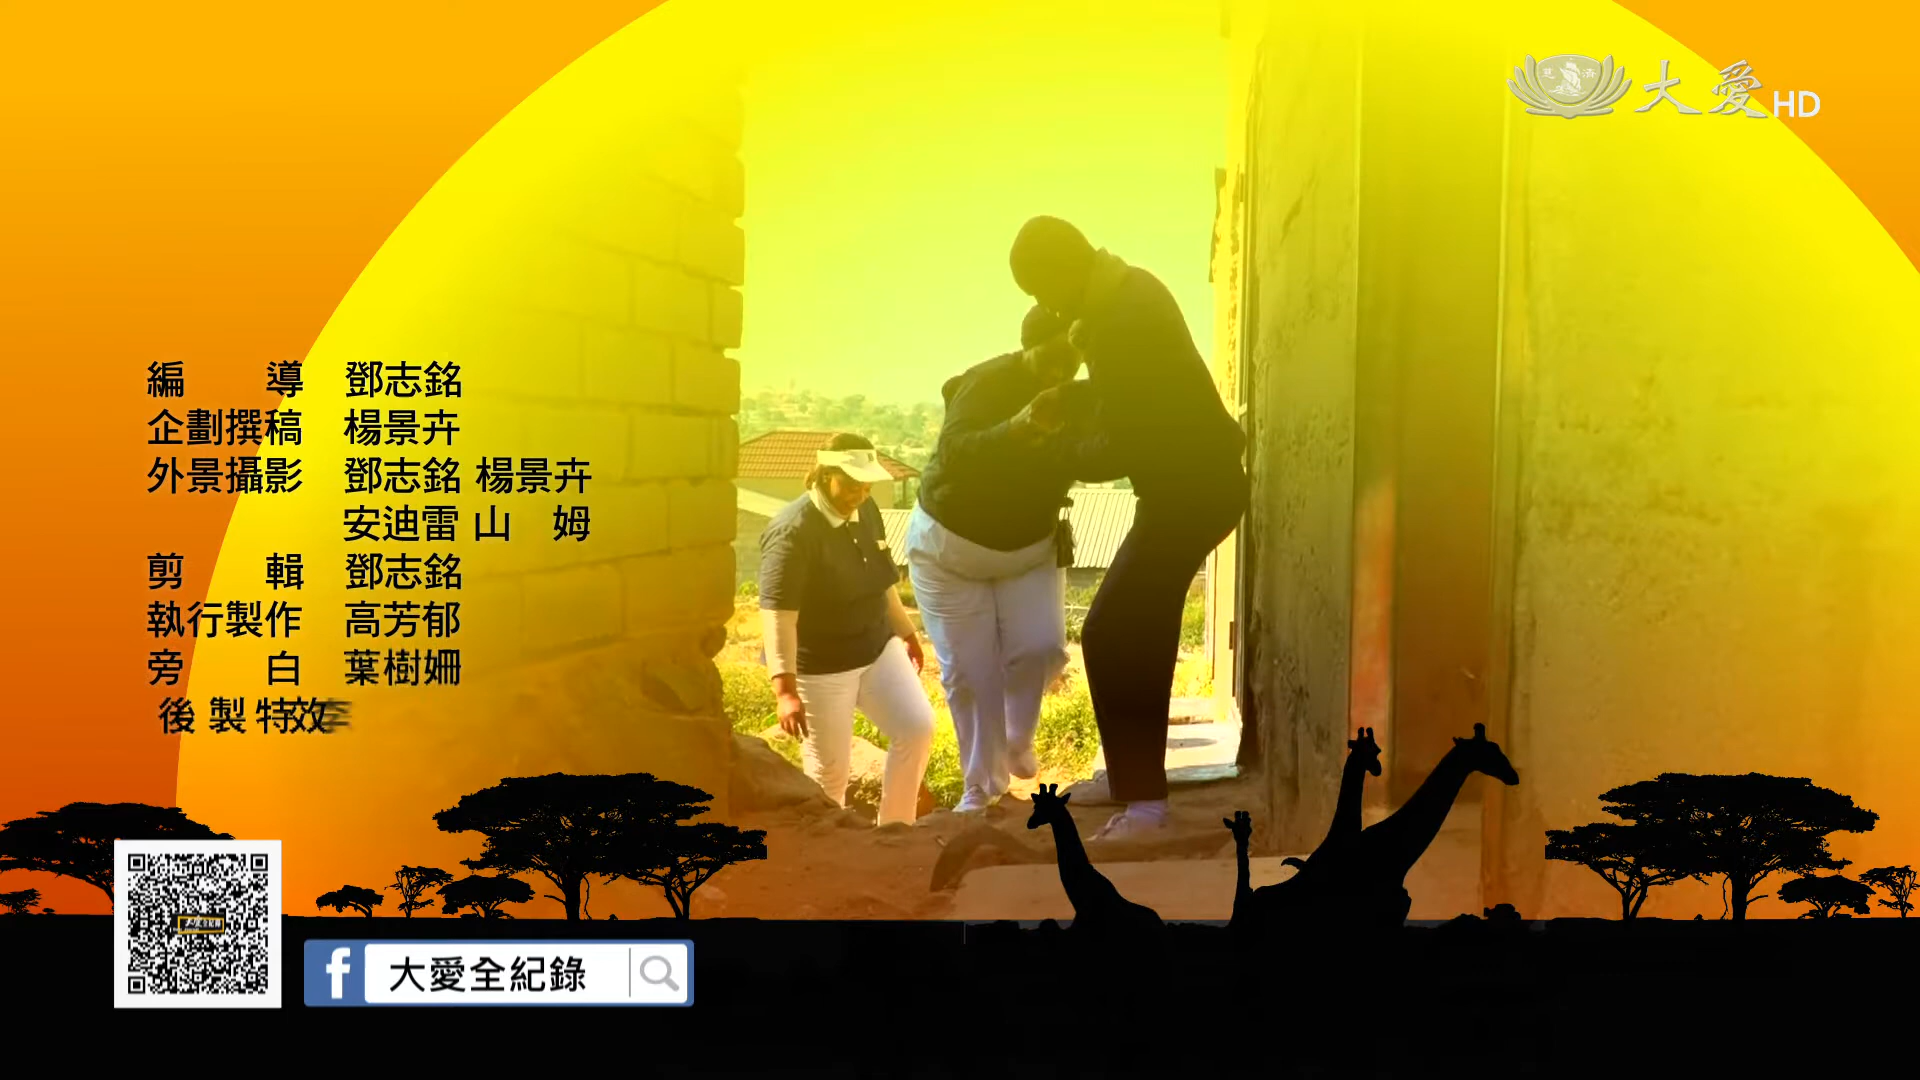 慈濟 大愛HD
編　　導　鄧志銘
企劃撰稿　楊景卉
外景攝影　鄧志銘 楊景卉
安迪雷 山　姆
剪　　輯　鄧志銘
執行製作　高芳郁
旁　　白　葉樹姍
後製特效
大愛全紀錄